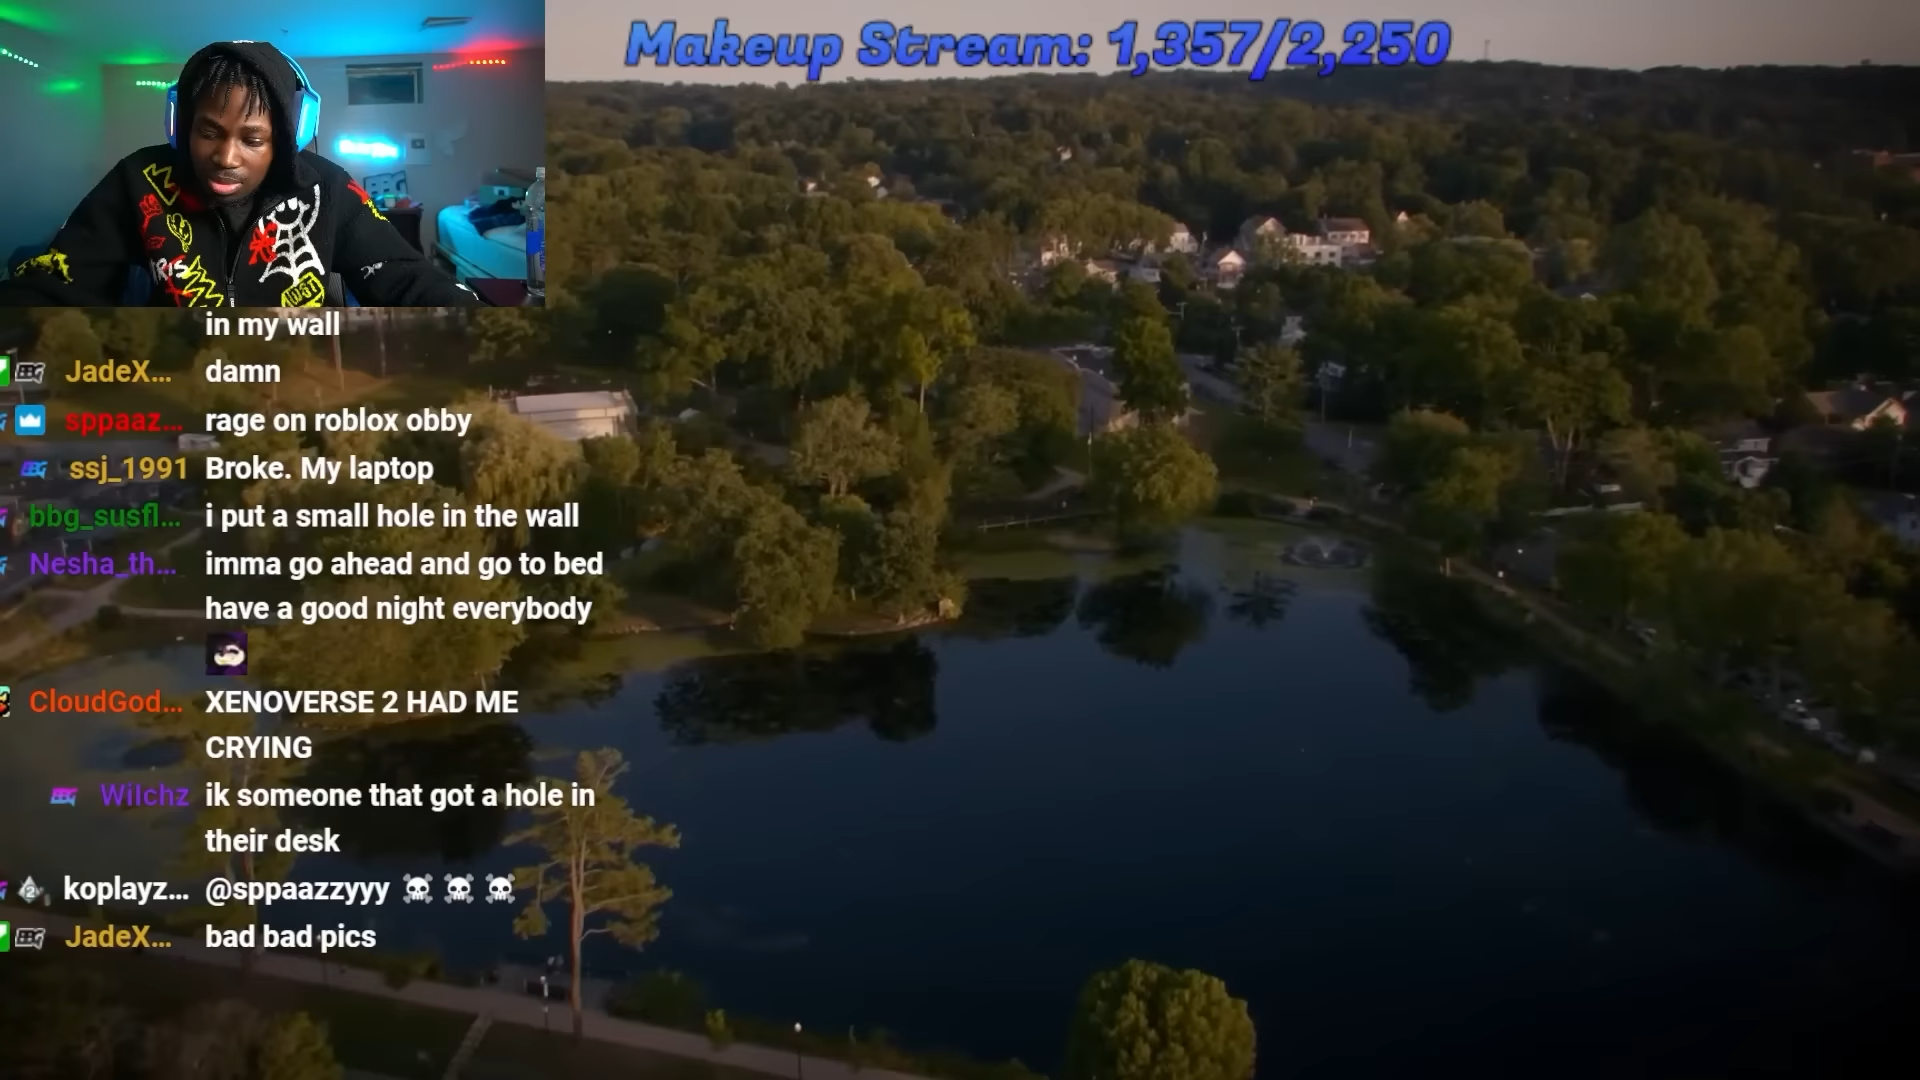 Makeup Stream: 1,357/2,250
in my wall
JadeX... damn
sppaaz... rage on roblox obby
ssj_1991 Broke. My laptop
bbg_susfl... i put a small hole in the wall
Nesha_th... imma go ahead and go to bed
have a good night everybody
CloudGod... XENOVERSE 2 HAD ME
CRYING
Wilchz ik someone that got a hole in
their desk
koplayz... @sppaazzyyy ☠️ ☠️ ☠️
JadeX... bad bad pics